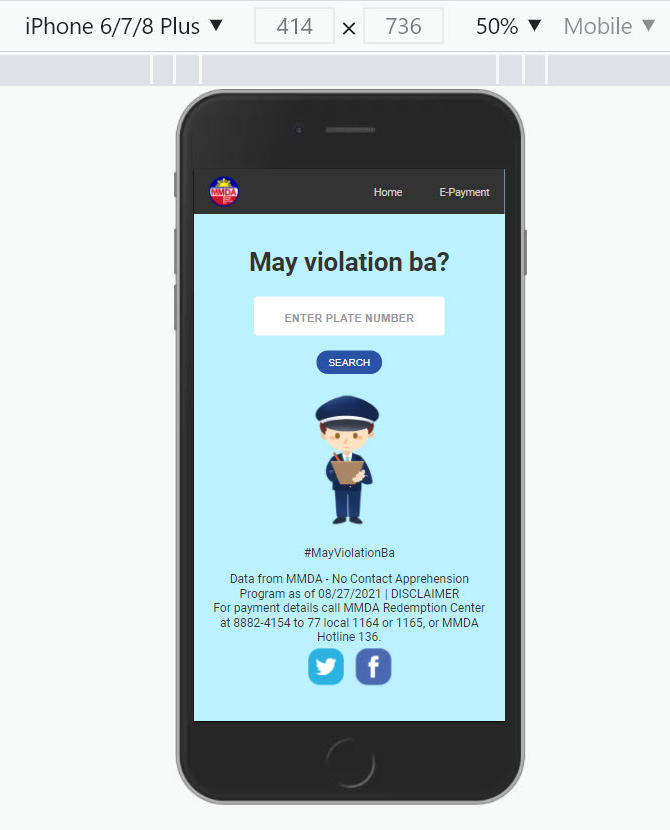 iPhone 6/7/8 Plus ▼ 414 × 736 50% ▼ Mobile ▼
MMDA
Home E-Payment
May violation ba?
ENTER PLATE NUMBER
SEARCH
#MayViolationBa
Data from MMDA - No Contact Apprehension
Program as of 08/27/2021 | DISCLAIMER
For payment details call MMDA Redemption Center
at 8882-4154 to 77 local 1164 or 1165, or MMDA
Hotline 136.